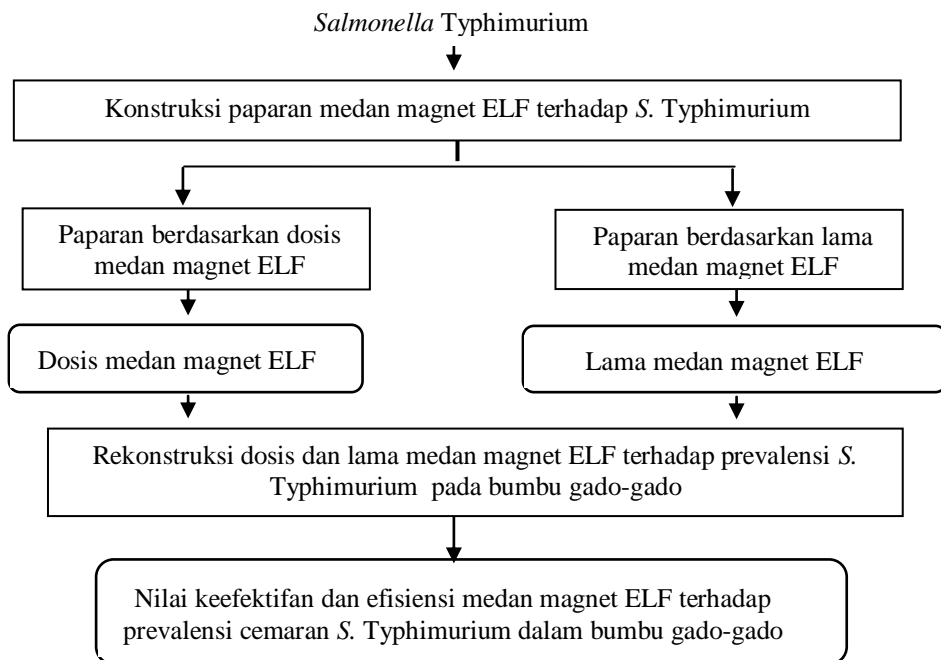 Salmonella Typhimurium
Konstruksi paparan medan magnet ELF terhadap S. Typhimurium
Paparan berdasarkan dosis
medan magnet ELF
Paparan berdasarkan lama
medan magnet ELF
Dosis medan magnet ELF
Lama medan magnet ELF
Rekonstruksi dosis dan lama medan magnet ELF terhadap prevalensi S.
Typhimurium pada bumbu gado-gado
Nilai keefektifan dan efisiensi medan magnet ELF terhadap
prevalensi cemaran S. Typhimurium dalam bumbu gado-gado